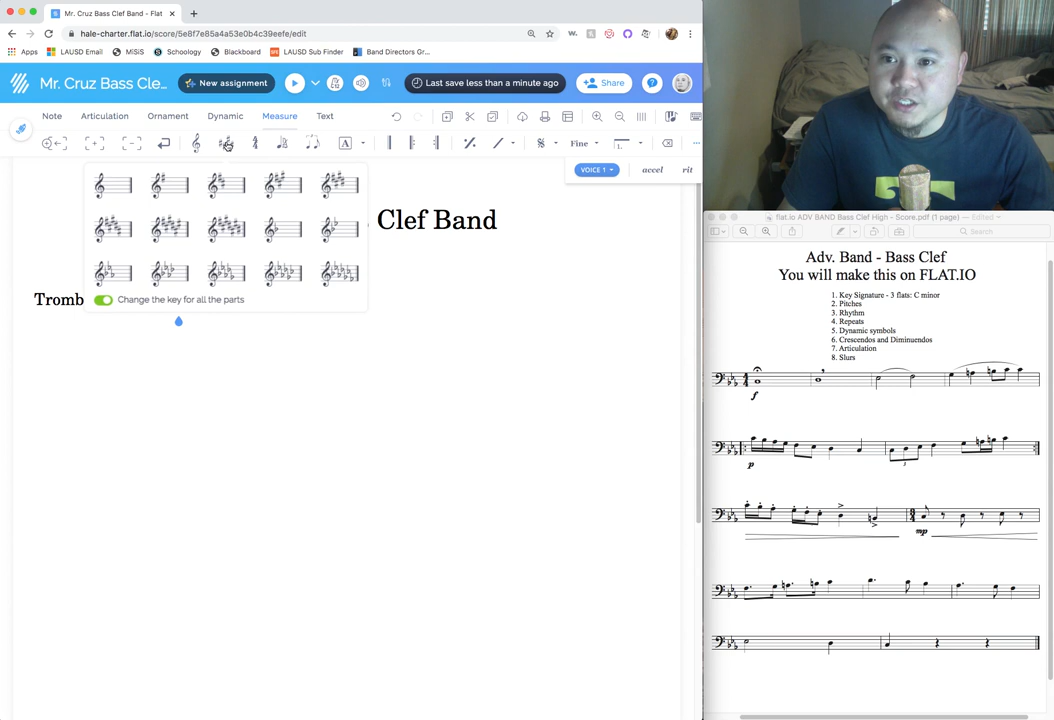 Mr. Cruz Bass Clef Band - Flat
hale-charter.flat.io/score/5e8f7e85a4a53e0b4c39eefe/edit
Apps LAUSD Email MiSiS Schoology Blackboard LAUSD Sub Finder Band Directors Gr...
Mr. Cruz Bass Cle... New assignment Last save less than a minute ago Share
Note Articulation Ornament Dynamic Measure Text
A Fine 1.
VOICE 1 accel rit
Clef Band
Tromb
Change the key for all the parts
flat.io ADV BAND Bass Clef High - Score.pdf (1 page) — Edited
Search
Adv. Band - Bass Clef
You will make this on FLAT.IO
1. Key Signature - 3 flats: C minor
2. Pitches
3. Rhythm
4. Repeats
5. Dynamic symbols
6. Crescendos and Diminuendos
7. Articulation
8. Slurs
f
p
3
mp